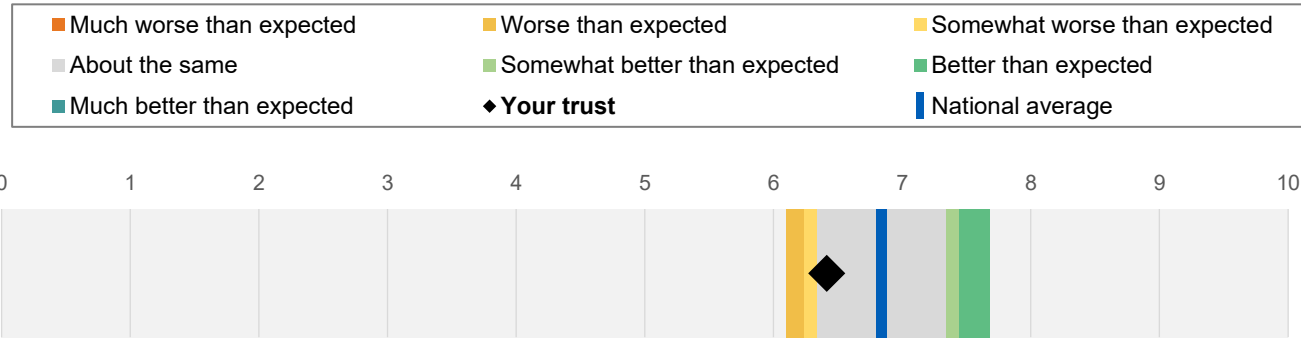 Much worse than expected Worse than expected Somewhat worse than expected
About the same Somewhat better than expected Better than expected
Much better than expected Your trust National average
0 1 2 3 4 5 6 7 8 9 10